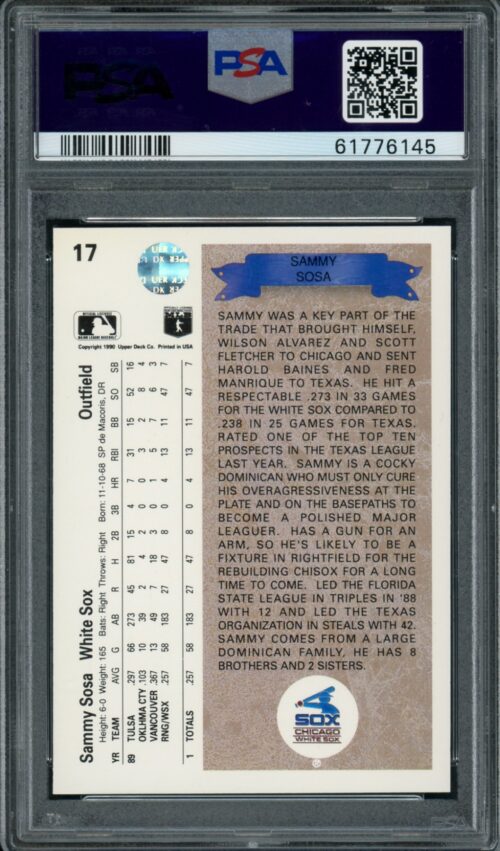 PSA
PSA
61776145
17
SAMMY
SOSA
SAMMY WAS A KEY PART OF THE
TRADE THAT BROUGHT HIMSELF,
WILSON ALVAREZ AND SCOTT
FLETCHER TO CHICAGO AND SENT
HAROLD BAINES AND FRED
MANRIQUE TO TEXAS. HE HIT A
RESPECTABLE .273 IN 33 GAMES
FOR THE WHITE SOX COMPARED TO
.238 IN 25 GAMES FOR TEXAS.
RATED ONE OF THE TOP TEN
PROSPECTS IN THE TEXAS LEAGUE
LAST YEAR. SAMMY IS A COCKY
DOMINICAN WHO MUST ONLY CURE
HIS OVERAGRESSIVENESS AT THE
PLATE AND ON THE BASEPATHS TO
BECOME A POLISHED MAJOR
LEAGUER. HAS A GUN FOR AN
ARM, SO HE'S LIKELY TO BE A
FIXTURE IN RIGHTFIELD FOR THE
REBUILDING CHISOX FOR A LONG
TIME TO COME. LED THE FLORIDA
STATE LEAGUE IN TRIPLES IN '88
WITH 12 AND LED THE TEXAS
ORGANIZATION IN STEALS WITH 42.
SAMMY COMES FROM A LARGE
DOMINICAN FAMILY, HE HAS 8
BROTHERS AND 2 SISTERS.
SOX
CHICAGO
WHITE SOX
Copyright 1990 Upper Deck Co. Printed in USA
Sammy Sosa White Sox Outfield
Height: 6-0 Weight: 165 Bats: Right Throws: Right Born: 11-10-68 SP de Macoris, DR
YR TEAM AVG G AB R H 2B 3B HR RBI BB SO SB
89 TULSA .297 66 273 45 81 15 4 7 31 15 52 16
OKLHMA CTY .103 10 39 2 4 2 0 0 3 2 8 4
VANCOUVER .367 13 49 7 18 3 0 1 5 7 6 3
RNG/WSX .257 58 183 27 47 8 0 4 13 11 47 7
1 TOTALS .257 58 183 27 47 8 0 4 13 11 47 7